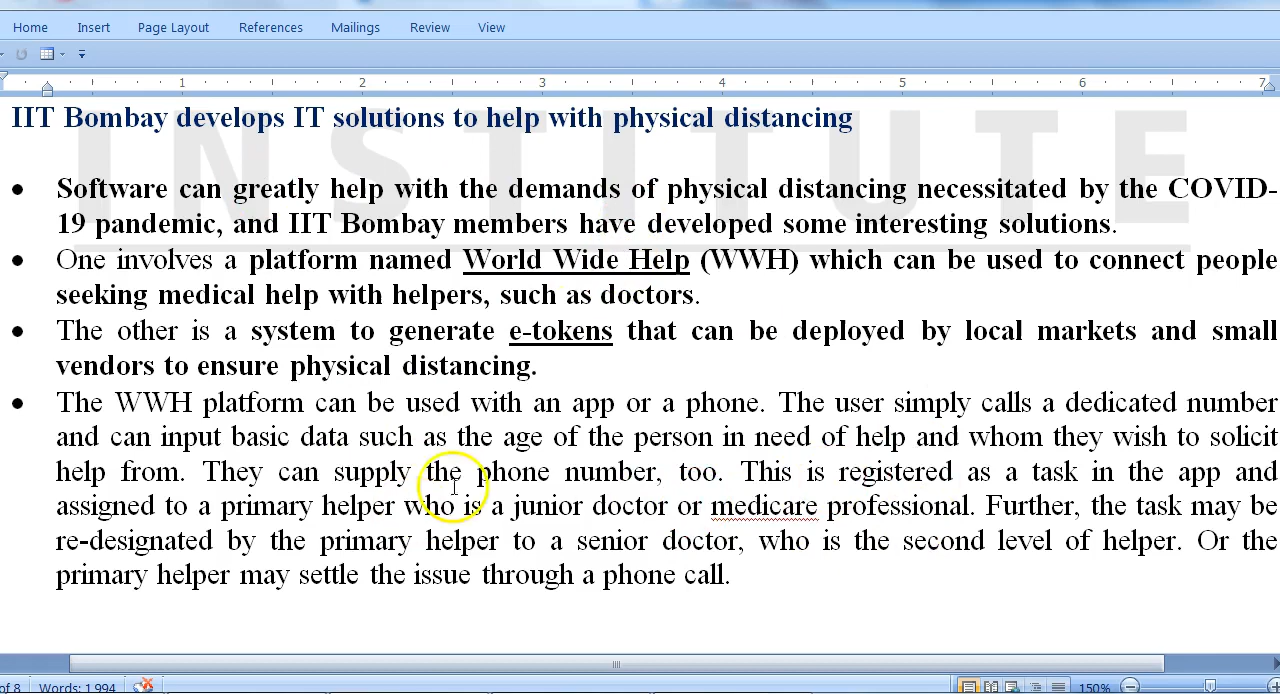 Home Insert Page Layout References Mailings Review View
1 2 3 4 5 6 7
INSTITUTE
IIT Bombay develops IT solutions to help with physical distancing
• Software can greatly help with the demands of physical distancing necessitated by the COVID-
19 pandemic, and IIT Bombay members have developed some interesting solutions.
• One involves a platform named World Wide Help (WWH) which can be used to connect people
seeking medical help with helpers, such as doctors.
• The other is a system to generate e-tokens that can be deployed by local markets and small
vendors to ensure physical distancing.
• The WWH platform can be used with an app or a phone. The user simply calls a dedicated number
and can input basic data such as the age of the person in need of help and whom they wish to solicit
help from. They can supply the phone number, too. This is registered as a task in the app and
assigned to a primary helper who is a junior doctor or medicare professional. Further, the task may be
re-designated by the primary helper to a senior doctor, who is the second level of helper. Or the
primary helper may settle the issue through a phone call.
of 8 Words: 1,994 150%